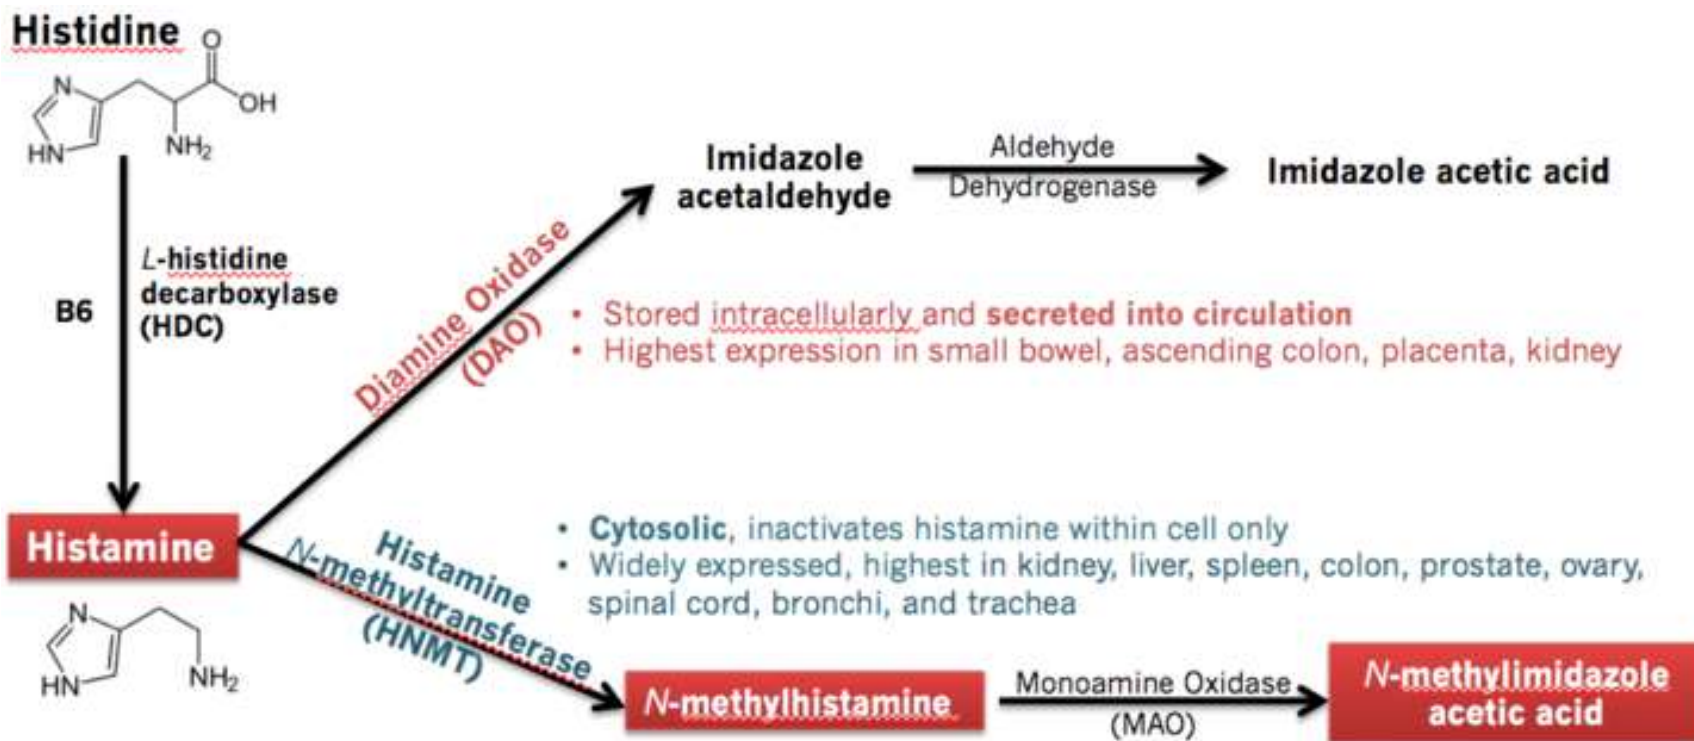 Histidine
O
N
OH
HN
NH2
Imidazole
acetaldehyde
Aldehyde
Dehydrogenase
Imidazole acetic acid
B6
L-histidine
decarboxylase
(HDC)
Diamine Oxidase
(DAO)
• Stored intracellularly and secreted into circulation
• Highest expression in small bowel, ascending colon, placenta, kidney
Histamine
N
HN
NH2
Histamine
N-methyltransferase
(HNMT)
• Cytosolic, inactivates histamine within cell only
• Widely expressed, highest in kidney, liver, spleen, colon, prostate, ovary,
spinal cord, bronchi, and trachea
N-methylhistamine
Monoamine Oxidase
(MAO)
N-methylimidazole
acetic acid